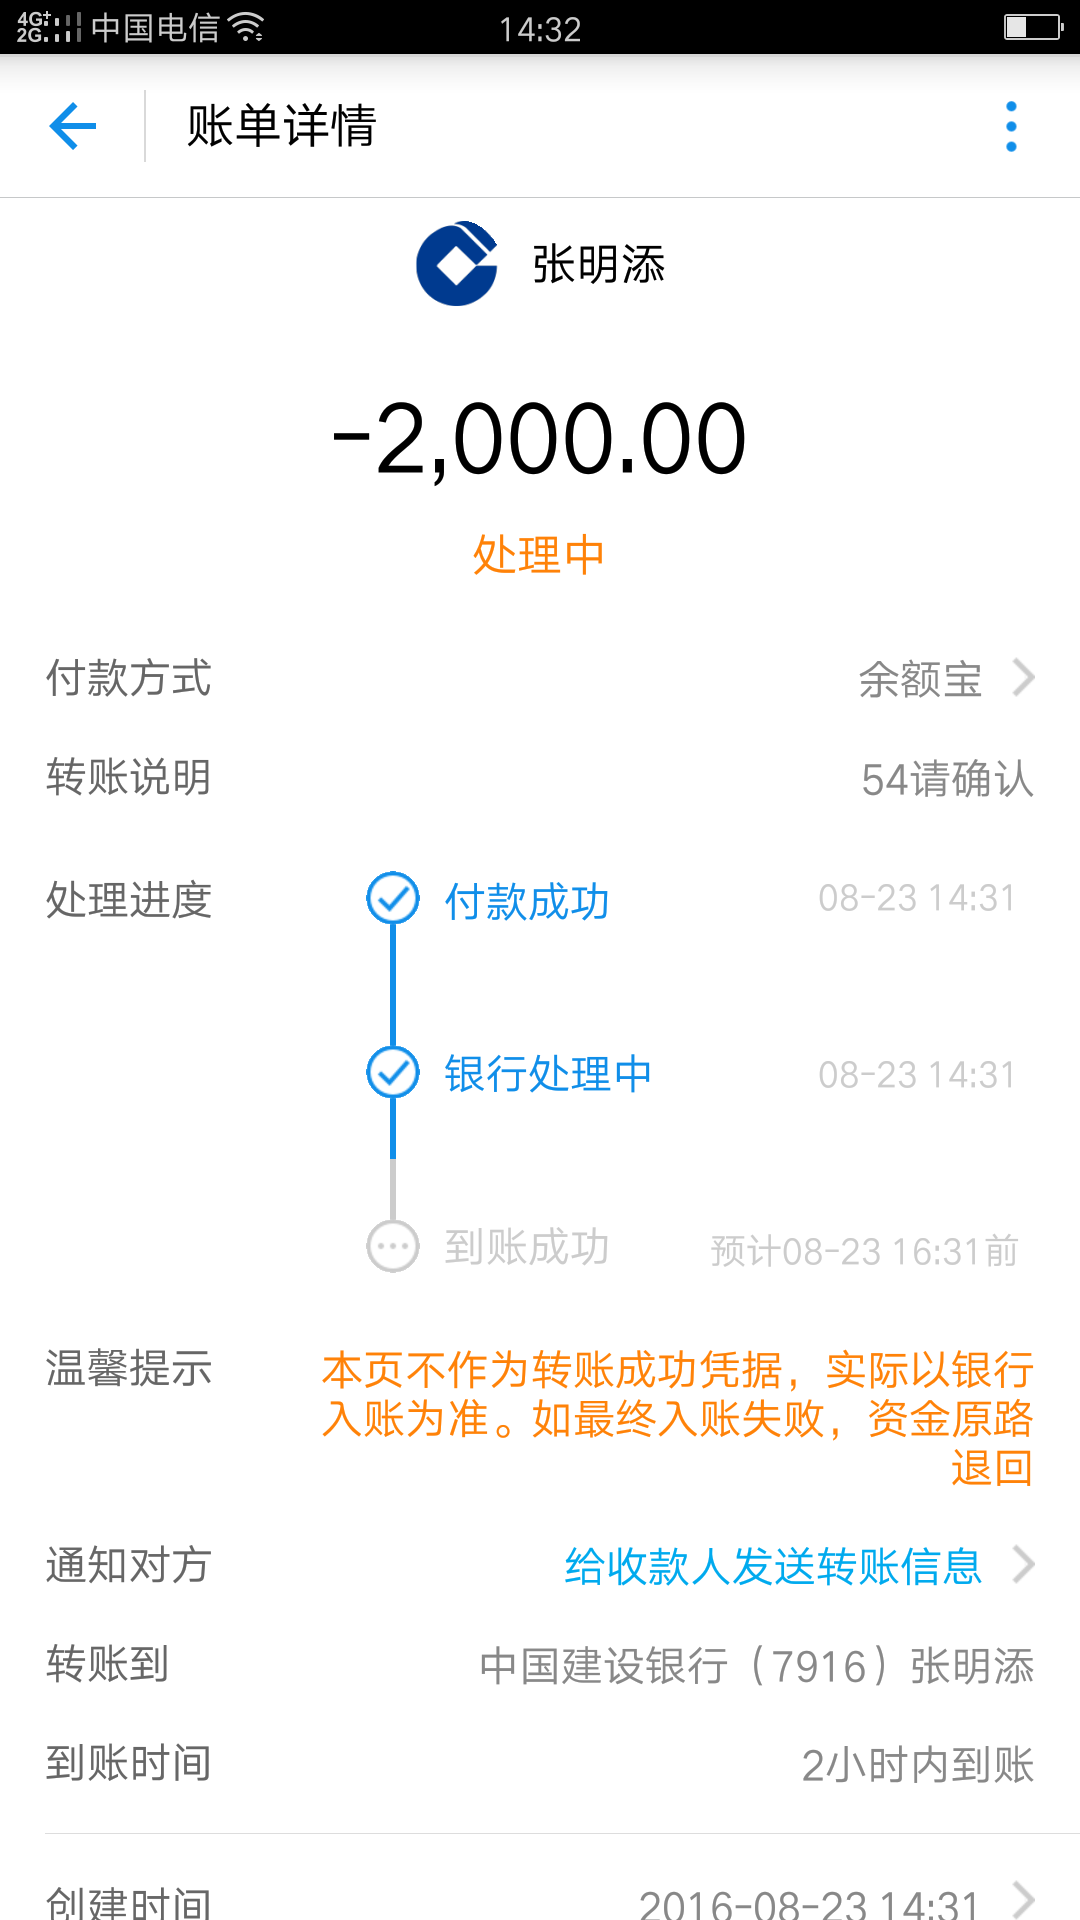 4G+ 2G 中国电信 14:32
账单详情
张明添
-2,000.00
处理中
付款方式 余额宝
转账说明 54请确认
处理进度 付款成功 08-23 14:31
银行处理中 08-23 14:31
到账成功 预计08-23 16:31前
温馨提示 本页不作为转账成功凭据，实际以银行
入账为准。如最终入账失败，资金原路
退回
通知对方 给收款人发送转账信息
转账到 中国建设银行（7916）张明添
到账时间 2小时内到账
创建时间 2016-08-23 14:31